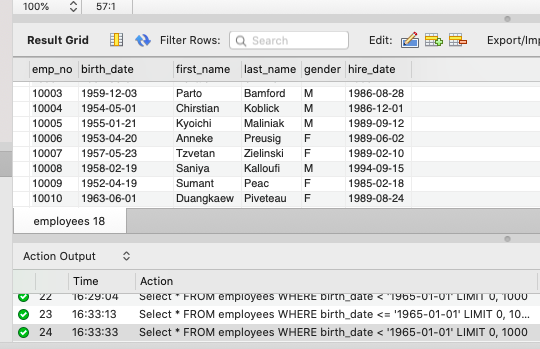 100% 57:1
Result Grid Filter Rows: Search Edit: Export/Imp
emp_no birth_date first_name last_name gender hire_date
10003 1959-12-03 Parto Bamford M 1986-08-28
10004 1954-05-01 Chirstian Koblick M 1986-12-01
10005 1955-01-21 Kyoichi Maliniak M 1989-09-12
10006 1953-04-20 Anneke Preusig F 1989-06-02
10007 1957-05-23 Tzvetan Zielinski F 1989-02-10
10008 1958-02-19 Saniya Kalloufi M 1994-09-15
10009 1952-04-19 Sumant Peac F 1985-02-18
10010 1963-06-01 Duangkaew Piveteau F 1989-08-24
employees 18
Action Output
Time Action
22 16:29:04 Select * FROM employees WHERE birth_date < '1965-01-01' LIMIT 0, 1000
23 16:33:13 Select * FROM employees WHERE birth_date <= '1965-01-01' LIMIT 0, 10...
24 16:33:33 Select * FROM employees WHERE birth_date < '1965-01-01' LIMIT 0, 1000